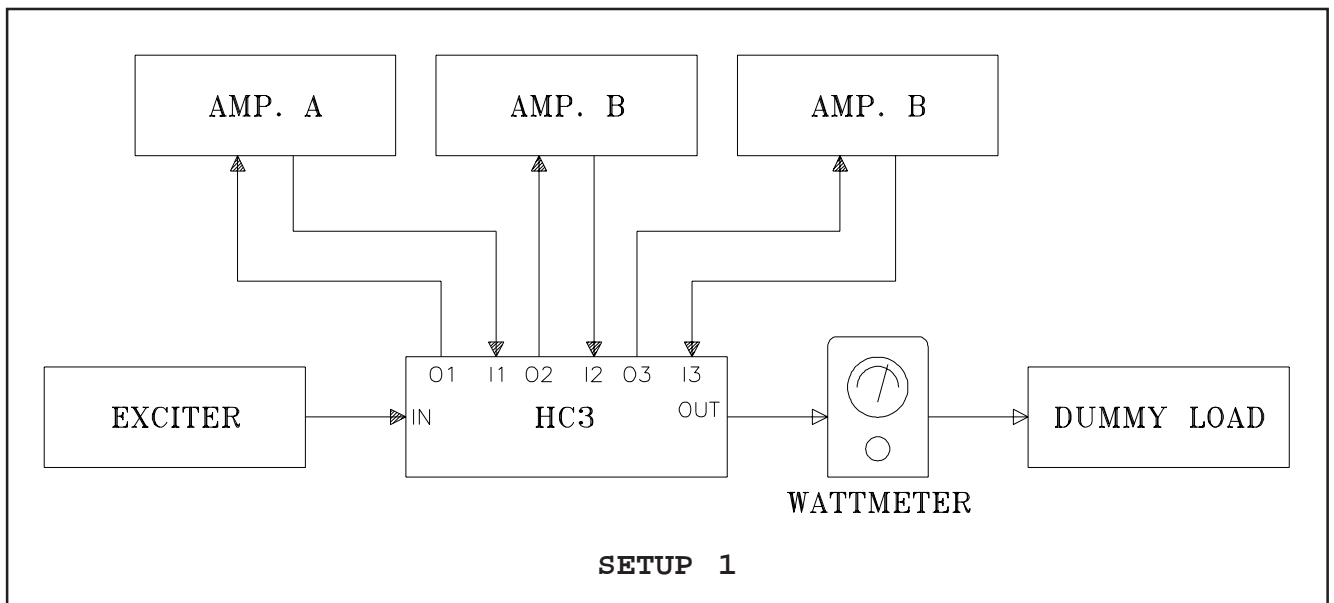 AMP. A
AMP. B
AMP. B
O1 I1 O2 I2 O3 I3
EXCITER
IN
HC3
OUT
DUMMY LOAD
WATTMETER
SETUP 1